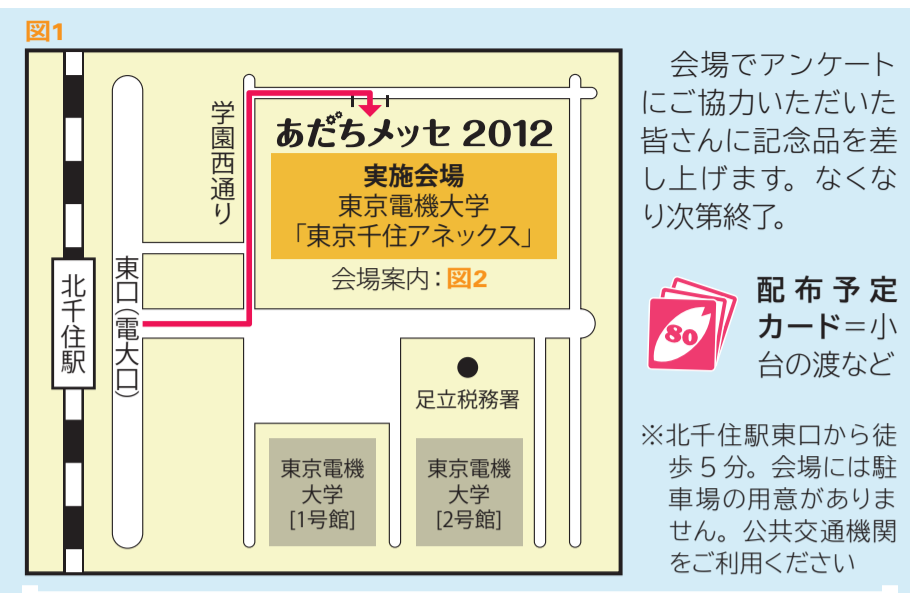 図1
学園西通り
あだちメッセ 2012
実施会場
東京電機大学
「東京千住アネックス」
会場案内：図2
北千住駅
東口(電大口)
足立税務署
東京電機
大学
[1号館]
東京電機
大学
[2号館]
会場でアンケート
にご協力いただいた
皆さんに記念品を差
し上げます。なくな
り次第終了。
80
配布予定
カード＝小
台の渡など
※北千住駅東口から徒
歩５分。会場には駐
車場の用意がありま
せん。公共交通機関
をご利用ください